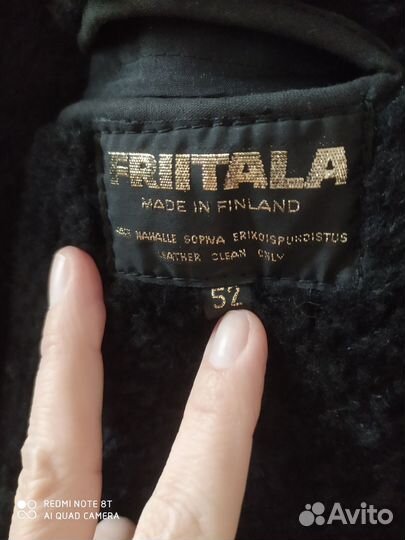 FRIITALA
MADE IN FINLAND
NAHALLE SOPIVA ERIKOISPUHDISTUS
LEATHER CLEAN ONLY
52
REDMI NOTE 8T
AI QUAD CAMERA
Avito